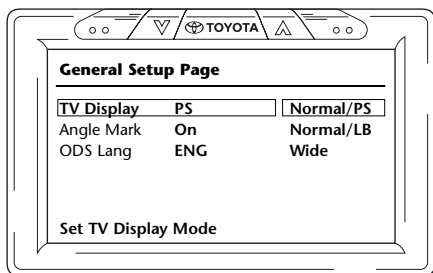 TOYOTA
General Setup Page
TV Display PS Normal/PS
Angle Mark On Normal/LB
ODS Lang ENG Wide
Set TV Display Mode